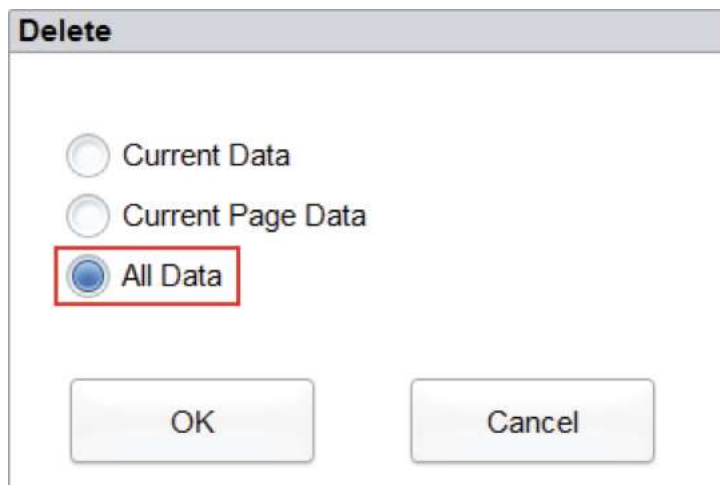 Delete
Current Data
Current Page Data
All Data
OK
Cancel